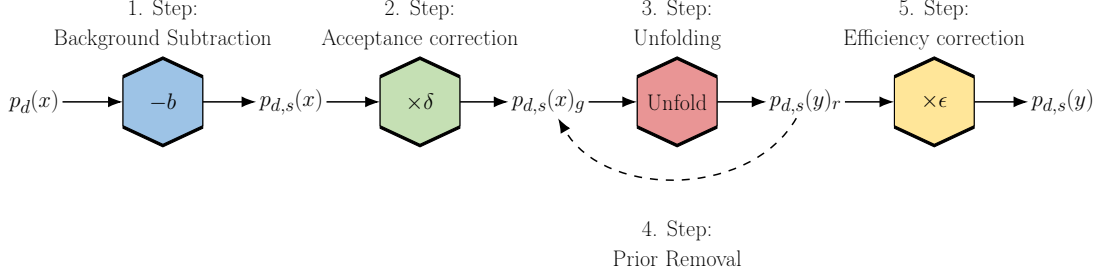 1. Step:
Background Subtraction
2. Step:
Acceptance correction
3. Step:
Unfolding
5. Step:
Efficiency correction
p_d(x)
−b
p_{d,s}(x)
×δ
p_{d,s}(x)_g
Unfold
p_{d,s}(y)_r
×ϵ
p_{d,s}(y)
4. Step:
Prior Removal